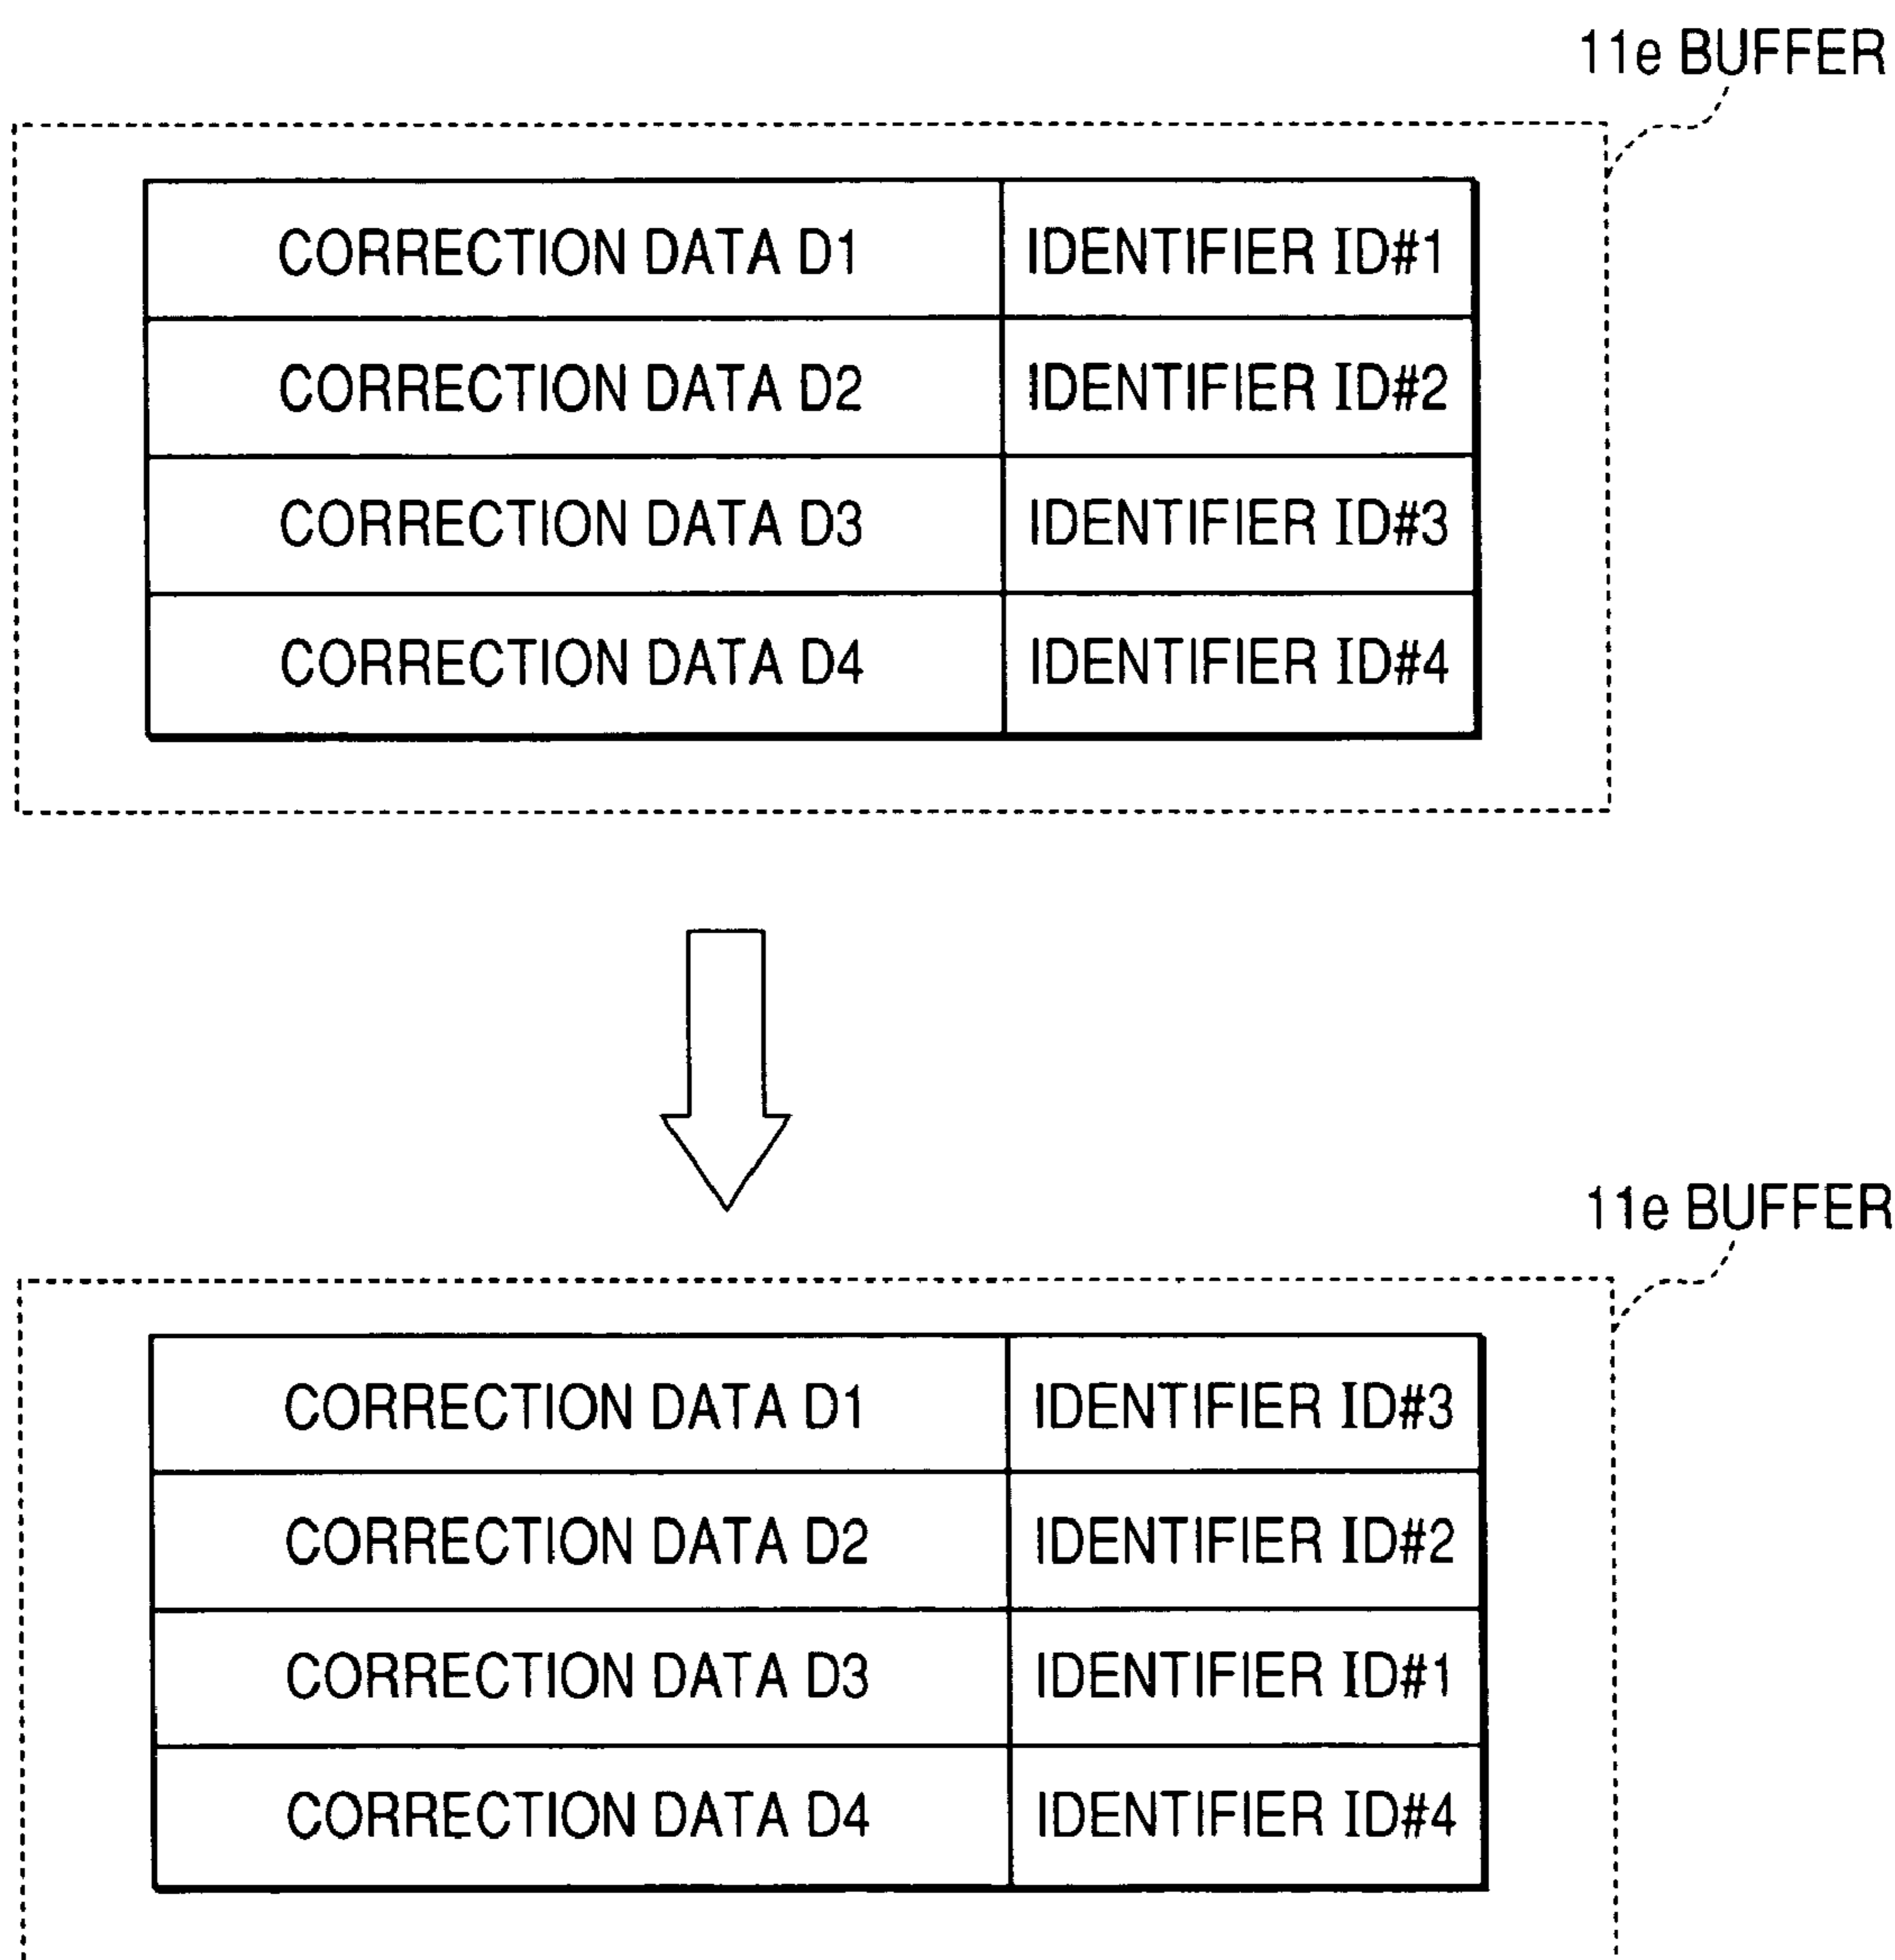 11e BUFFER
CORRECTION DATA D1 IDENTIFIER ID#1
CORRECTION DATA D2 IDENTIFIER ID#2
CORRECTION DATA D3 IDENTIFIER ID#3
CORRECTION DATA D4 IDENTIFIER ID#4
11e BUFFER
CORRECTION DATA D1 IDENTIFIER ID#3
CORRECTION DATA D2 IDENTIFIER ID#2
CORRECTION DATA D3 IDENTIFIER ID#1
CORRECTION DATA D4 IDENTIFIER ID#4